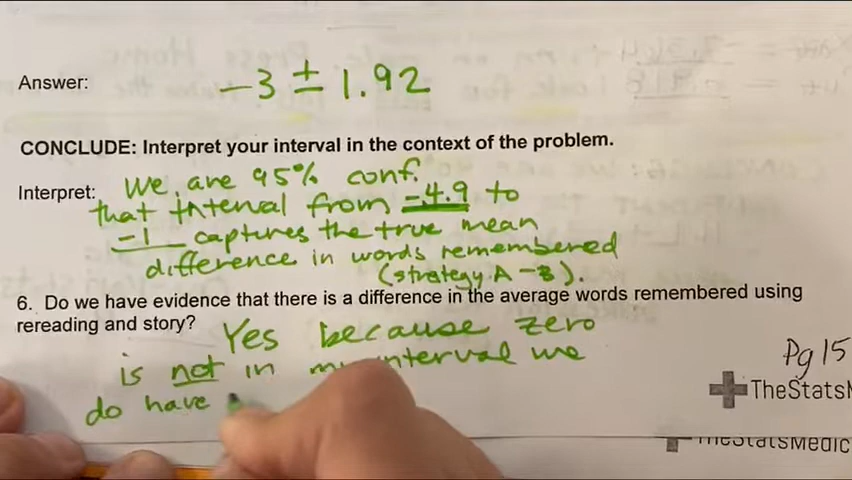 Answer: -3 ± 1.92
CONCLUDE: Interpret your interval in the context of the problem.
Interpret: We are 95% conf.
that interval from -4.9 to
-1 captures the true mean
difference in words remembered
(strategy A - B).
6. Do we have evidence that there is a difference in the average words remembered using
rereading and story? Yes because zero
is not in my interval we
do have
Pg 15
TheStatsM
TheStatsMedic